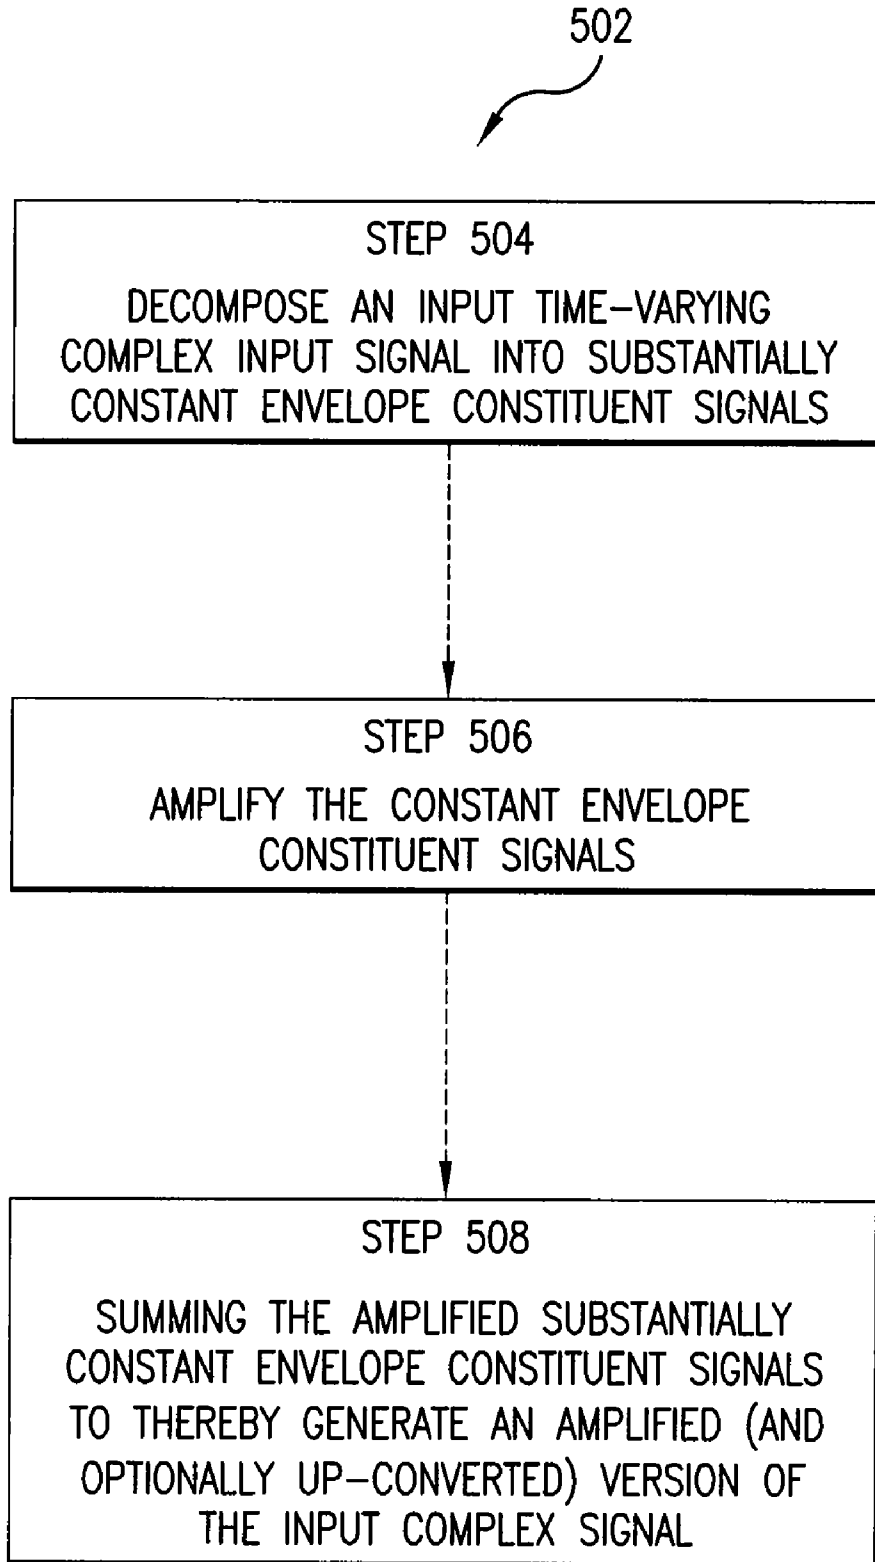 502
STEP 504
DECOMPOSE AN INPUT TIME-VARYING
COMPLEX INPUT SIGNAL INTO SUBSTANTIALLY
CONSTANT ENVELOPE CONSTITUENT SIGNALS
STEP 506
AMPLIFY THE CONSTANT ENVELOPE
CONSTITUENT SIGNALS
STEP 508
SUMMING THE AMPLIFIED SUBSTANTIALLY
CONSTANT ENVELOPE CONSTITUENT SIGNALS
TO THEREBY GENERATE AN AMPLIFIED (AND
OPTIONALLY UP-CONVERTED) VERSION OF
THE INPUT COMPLEX SIGNAL